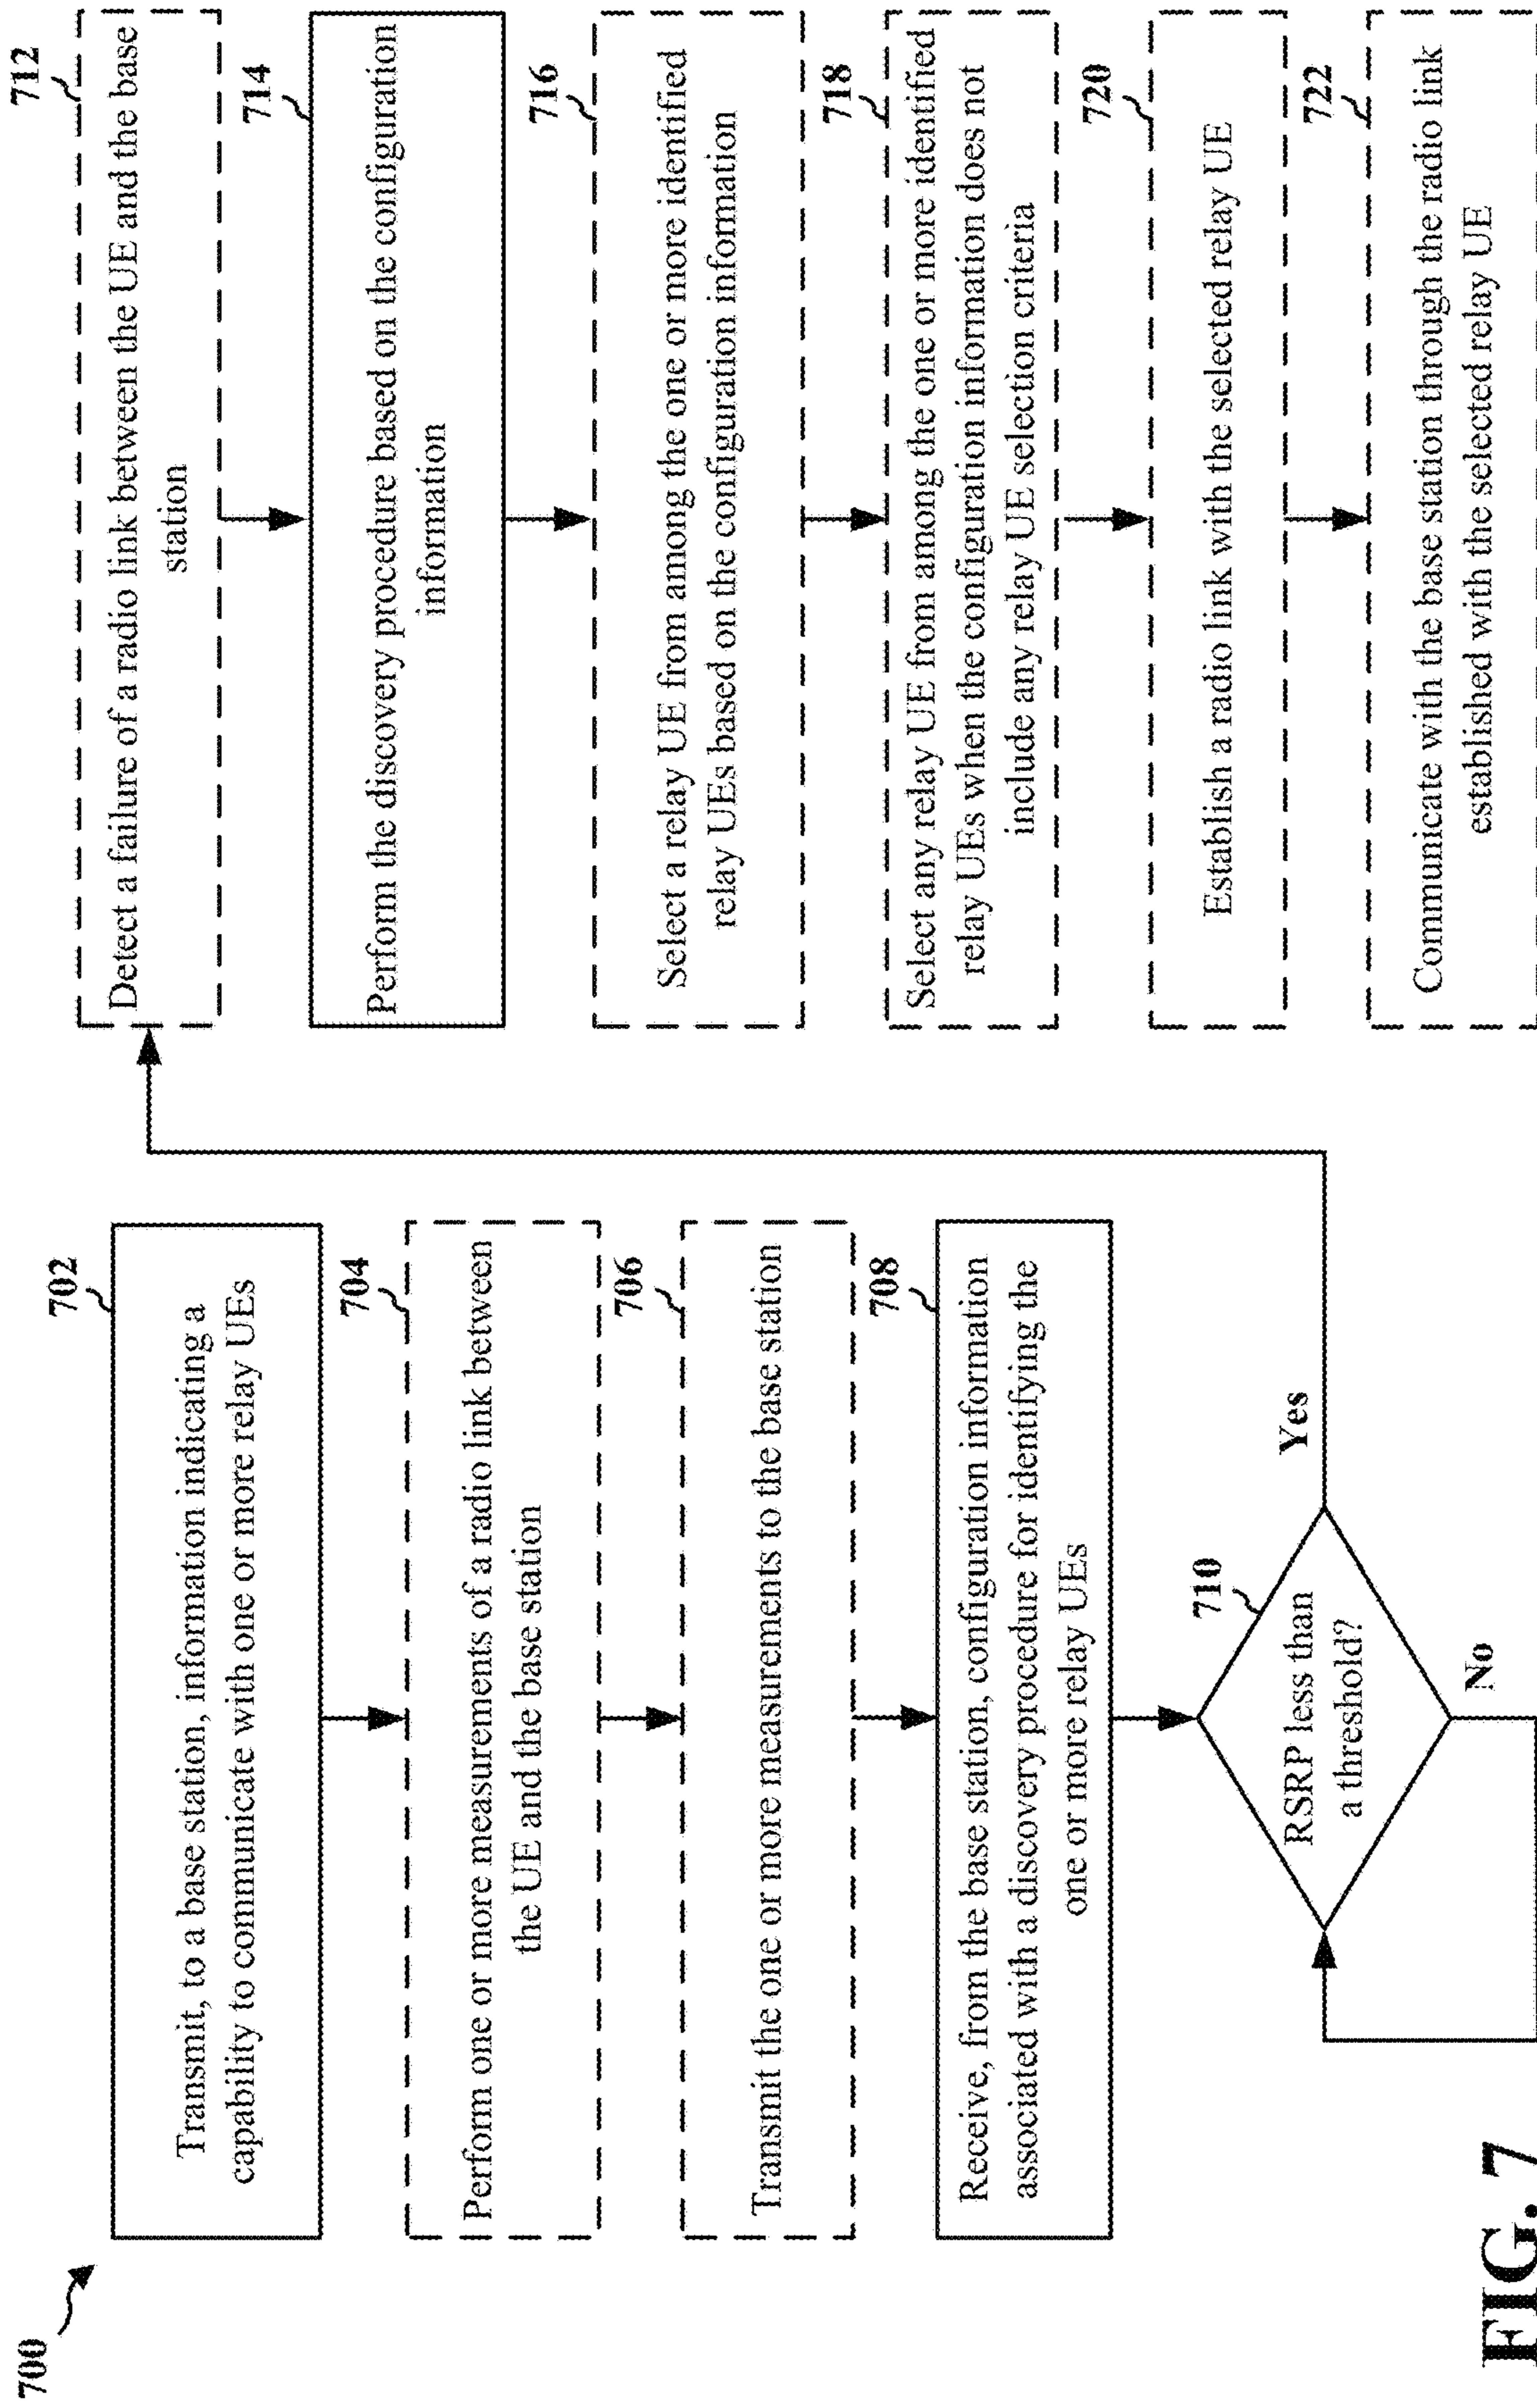 700
702
Transmit, to a base station, information indicating a
capability to communicate with one or more relay UEs
704
Perform one or more measurements of a radio link between
the UE and the base station
706
Transmit the one or more measurements to the base station
708
Receive, from the base station, configuration information
associated with a discovery procedure for identifying the
one or more relay UEs
710
RSRP less than
a threshold?
Yes
No
712
Detect a failure of a radio link between the UE and the base
station
714
Perform the discovery procedure based on the configuration
information
716
Select a relay UE from among the one or more identified
relay UEs based on the configuration information
718
Select any relay UE from among the one or more identified
relay UEs when the configuration information does not
include any relay UE selection criteria
720
Establish a radio link with the selected relay UE
722
Communicate with the base station through the radio link
established with the selected relay UE
FIG. 7